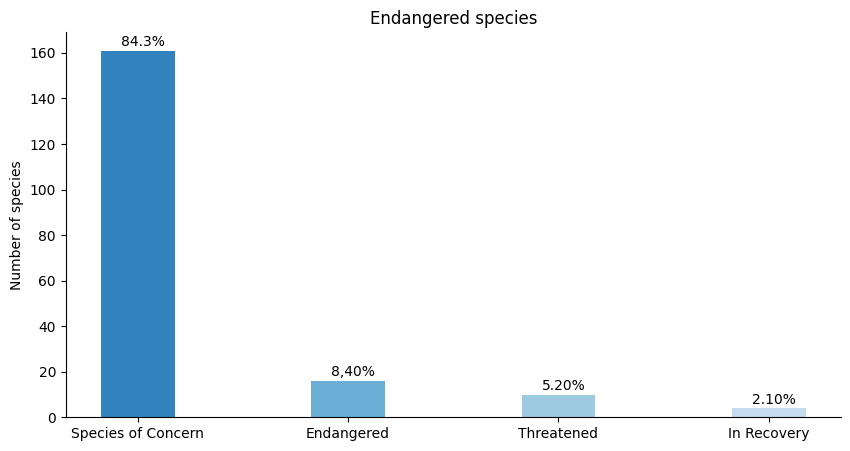 Endangered species
Number of species
160
140
120
100
80
60
40
20
0
84.3%
8,40%
5.20%
2.10%
Species of Concern
Endangered
Threatened
In Recovery